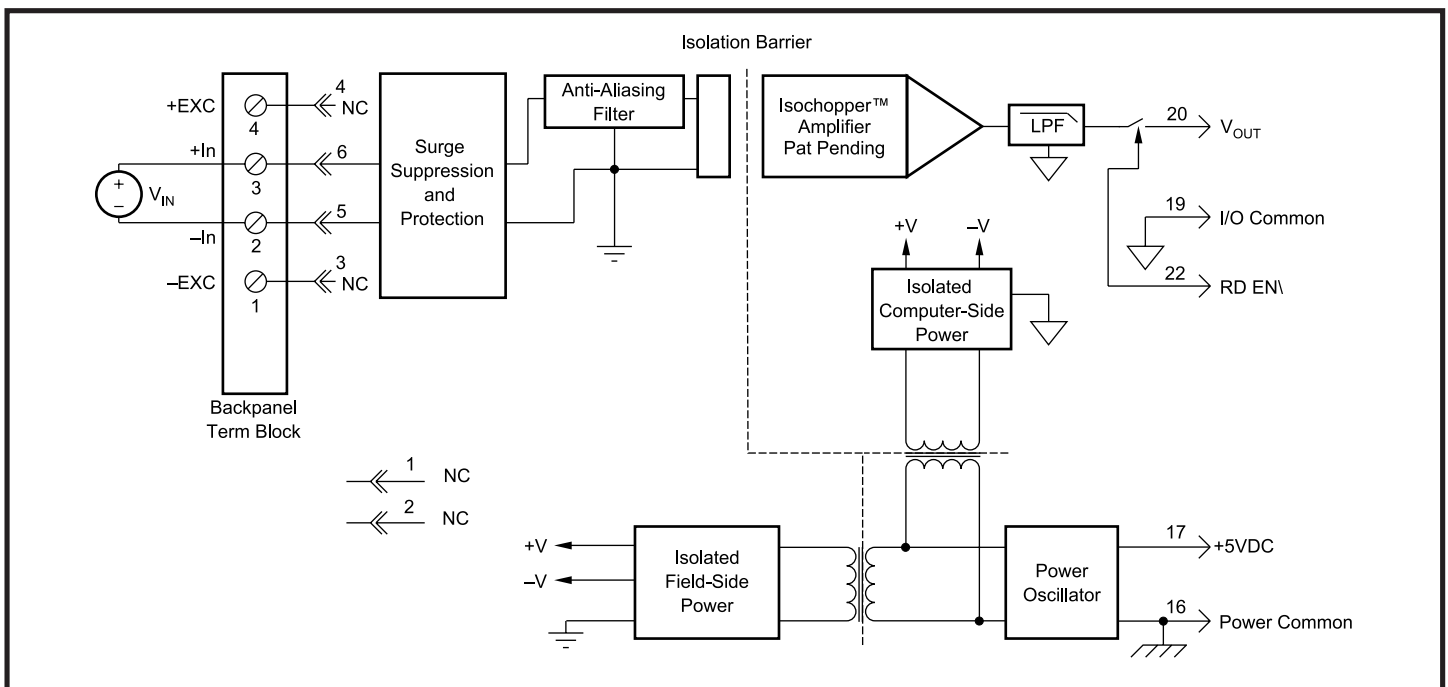 Isolation Barrier
+EXC
4
4
NC
+In
3
6
+
–
V_IN
–In
2
5
–EXC
1
3
NC
Backpanel
Term Block
Surge
Suppression
and
Protection
Anti-Aliasing
Filter
Isochopper™
Amplifier
Pat Pending
LPF
20
V_OUT
19
I/O Common
22
RD EN\
+V
–V
Isolated
Computer-Side
Power
1
NC
2
NC
+V
–V
Isolated
Field-Side
Power
Power
Oscillator
17
+5VDC
16
Power Common